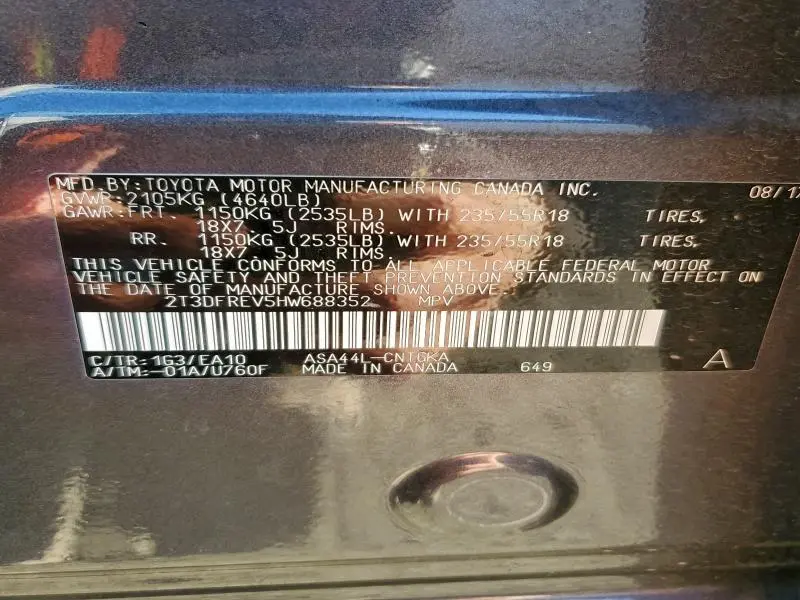 MFD. BY: TOYOTA MOTOR MANUFACTURING CANADA INC. 08/17
GVWR: 2105KG (4640LB)
GAWR: FRT. 1150KG (2535LB) WITH 235/55R18 TIRES,
18X7. 5J RIMS.
RR. 1150KG (2535LB) WITH 235/55R18 TIRES,
18X7. 5J RIMS.
THIS VEHICLE CONFORMS TO ALL APPLICABLE FEDERAL MOTOR
VEHICLE SAFETY AND THEFT PREVENTION STANDARDS IN EFFECT ON
THE DATE OF MANUFACTURE SHOWN ABOVE.
2T3DFREV5HW688352 MPV
C/TR: 1G3/EA10 ASA44L-CNTGKA
A/TM: -01A/U760F MADE IN CANADA 649 A